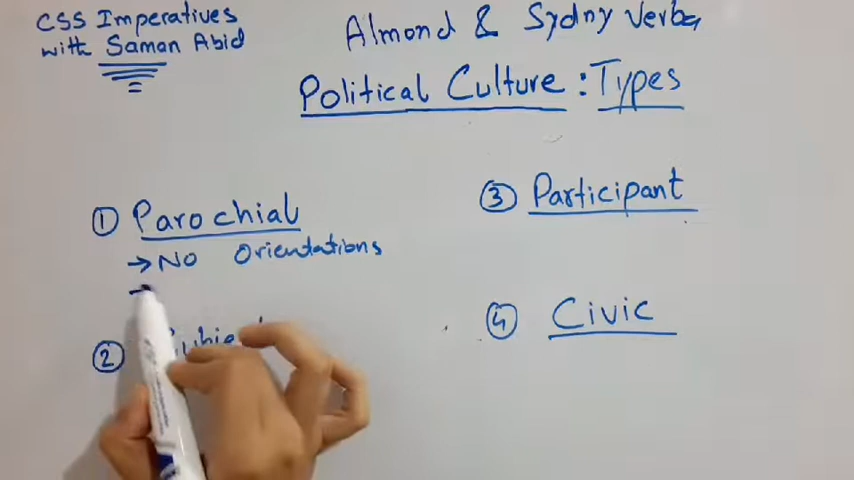 CSS Imperatives
with Saman Abid
Almond & Sydny Verba
Political Culture : Types
① Parochial
→ No Orientations
②
③ Participant
④ Civic